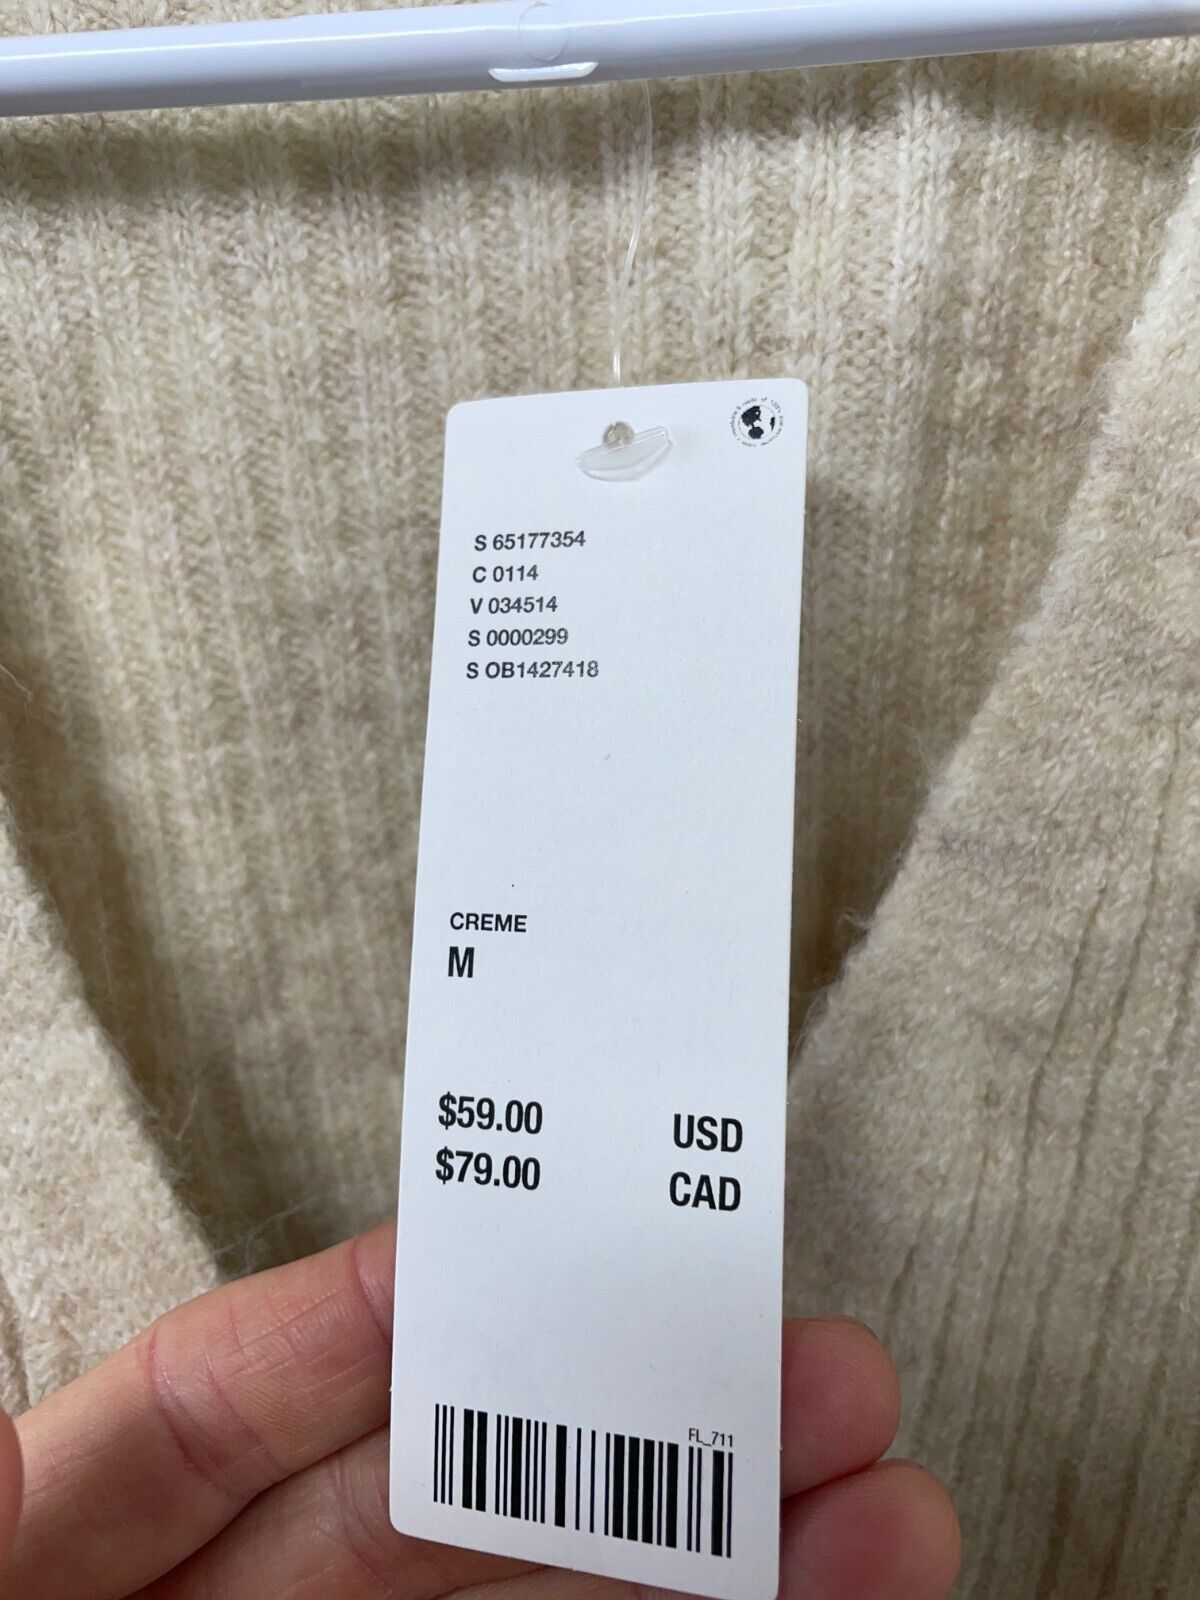 S 65177354
C 0114
V 034514
S 0000299
S OB1427418
CREME
M
$59.00 USD
$79.00 CAD
FL_711